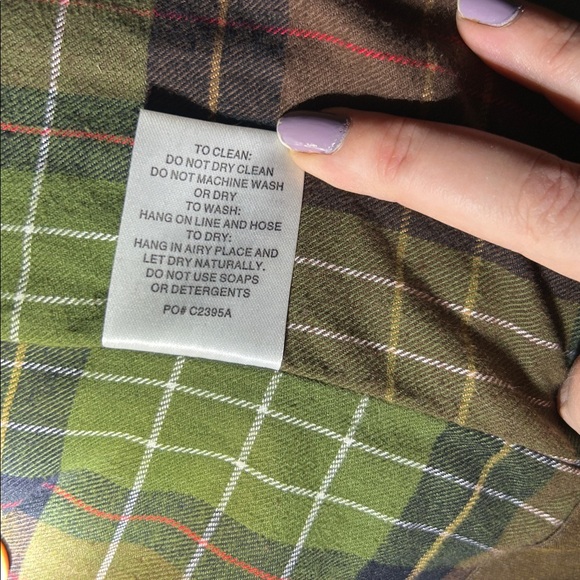 TO CLEAN:
DO NOT DRY CLEAN
DO NOT MACHINE WASH
OR DRY
TO WASH:
HANG ON LINE AND HOSE
TO DRY:
HANG IN AIRY PLACE AND
LET DRY NATURALLY.
DO NOT USE SOAPS
OR DETERGENTS
PO# C2395A